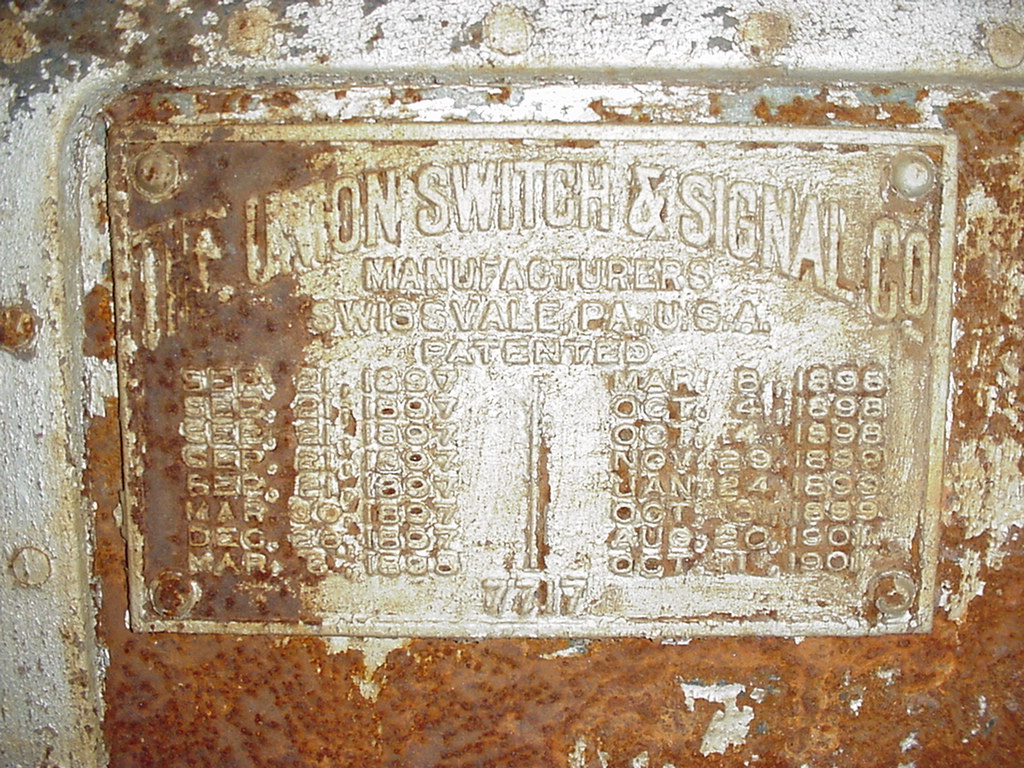 THE UNION SWITCH & SIGNAL CO
MANUFACTURERS
SWISSVALE, PA. U.S.A.
PATENTED
SEP. 21, 1897
SEP. 21, 1897
SEP. 21, 1897
SEP. 21, 1897
SEP. 21, 1897
MAR. 1897
DEC. 1897
MAR. 8, 1898
MAR. 8, 1898
OCT. 4, 1898
OCT. 4, 1898
NOV. 29, 1898
JAN. 24, 1899
OCT. 1899
AUG. 20, 1901
OCT. 1, 1901
7717